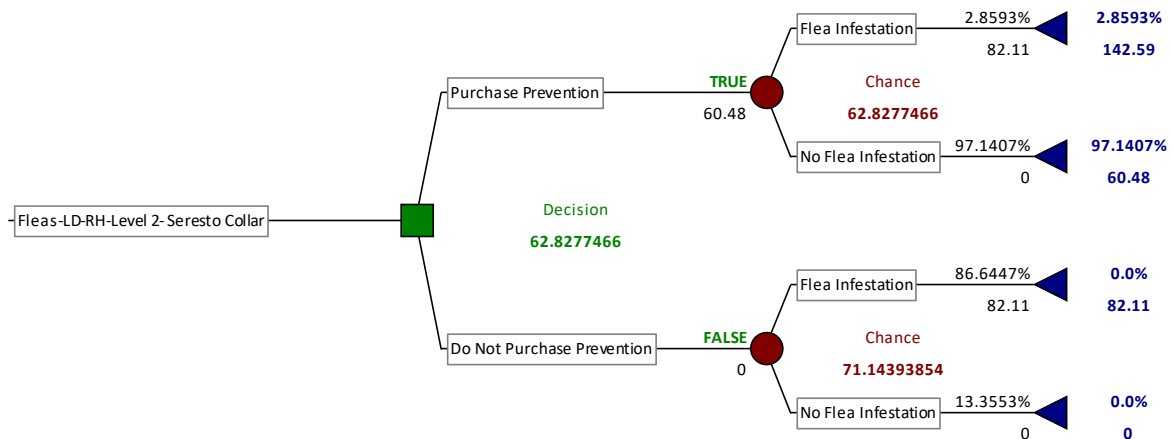 Flea Infestation
2.8593%
82.11
2.8593%
142.59
Purchase Prevention
TRUE
60.48
Chance
62.8277466
No Flea Infestation
97.1407%
0
97.1407%
60.48
Fleas-LD-RH-Level 2- Seresto Collar
Decision
62.8277466
Flea Infestation
86.6447%
82.11
0.0%
82.11
Do Not Purchase Prevention
FALSE
0
Chance
71.14393854
No Flea Infestation
13.3553%
0
0.0%
0